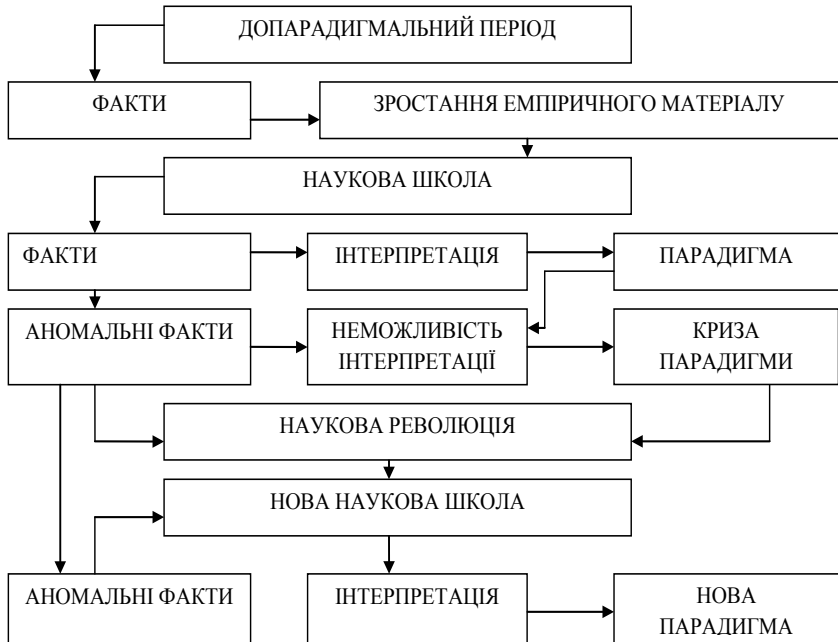 ДОПАРАДИГМАЛЬНИЙ ПЕРІОД
ФАКТИ
ЗРОСТАННЯ ЕМПІРИЧНОГО МАТЕРІАЛУ
НАУКОВА ШКОЛА
ФАКТИ
ІНТЕРПРЕТАЦІЯ
ПАРАДИГМА
АНОМАЛЬНІ ФАКТИ
НЕМОЖЛИВІСТЬ
ІНТЕРПРЕТАЦІЇ
КРИЗА
ПАРАДИГМИ
НАУКОВА РЕВОЛЮЦІЯ
НОВА НАУКОВА ШКОЛА
АНОМАЛЬНІ ФАКТИ
ІНТЕРПРЕТАЦІЯ
НОВА
ПАРАДИГМА